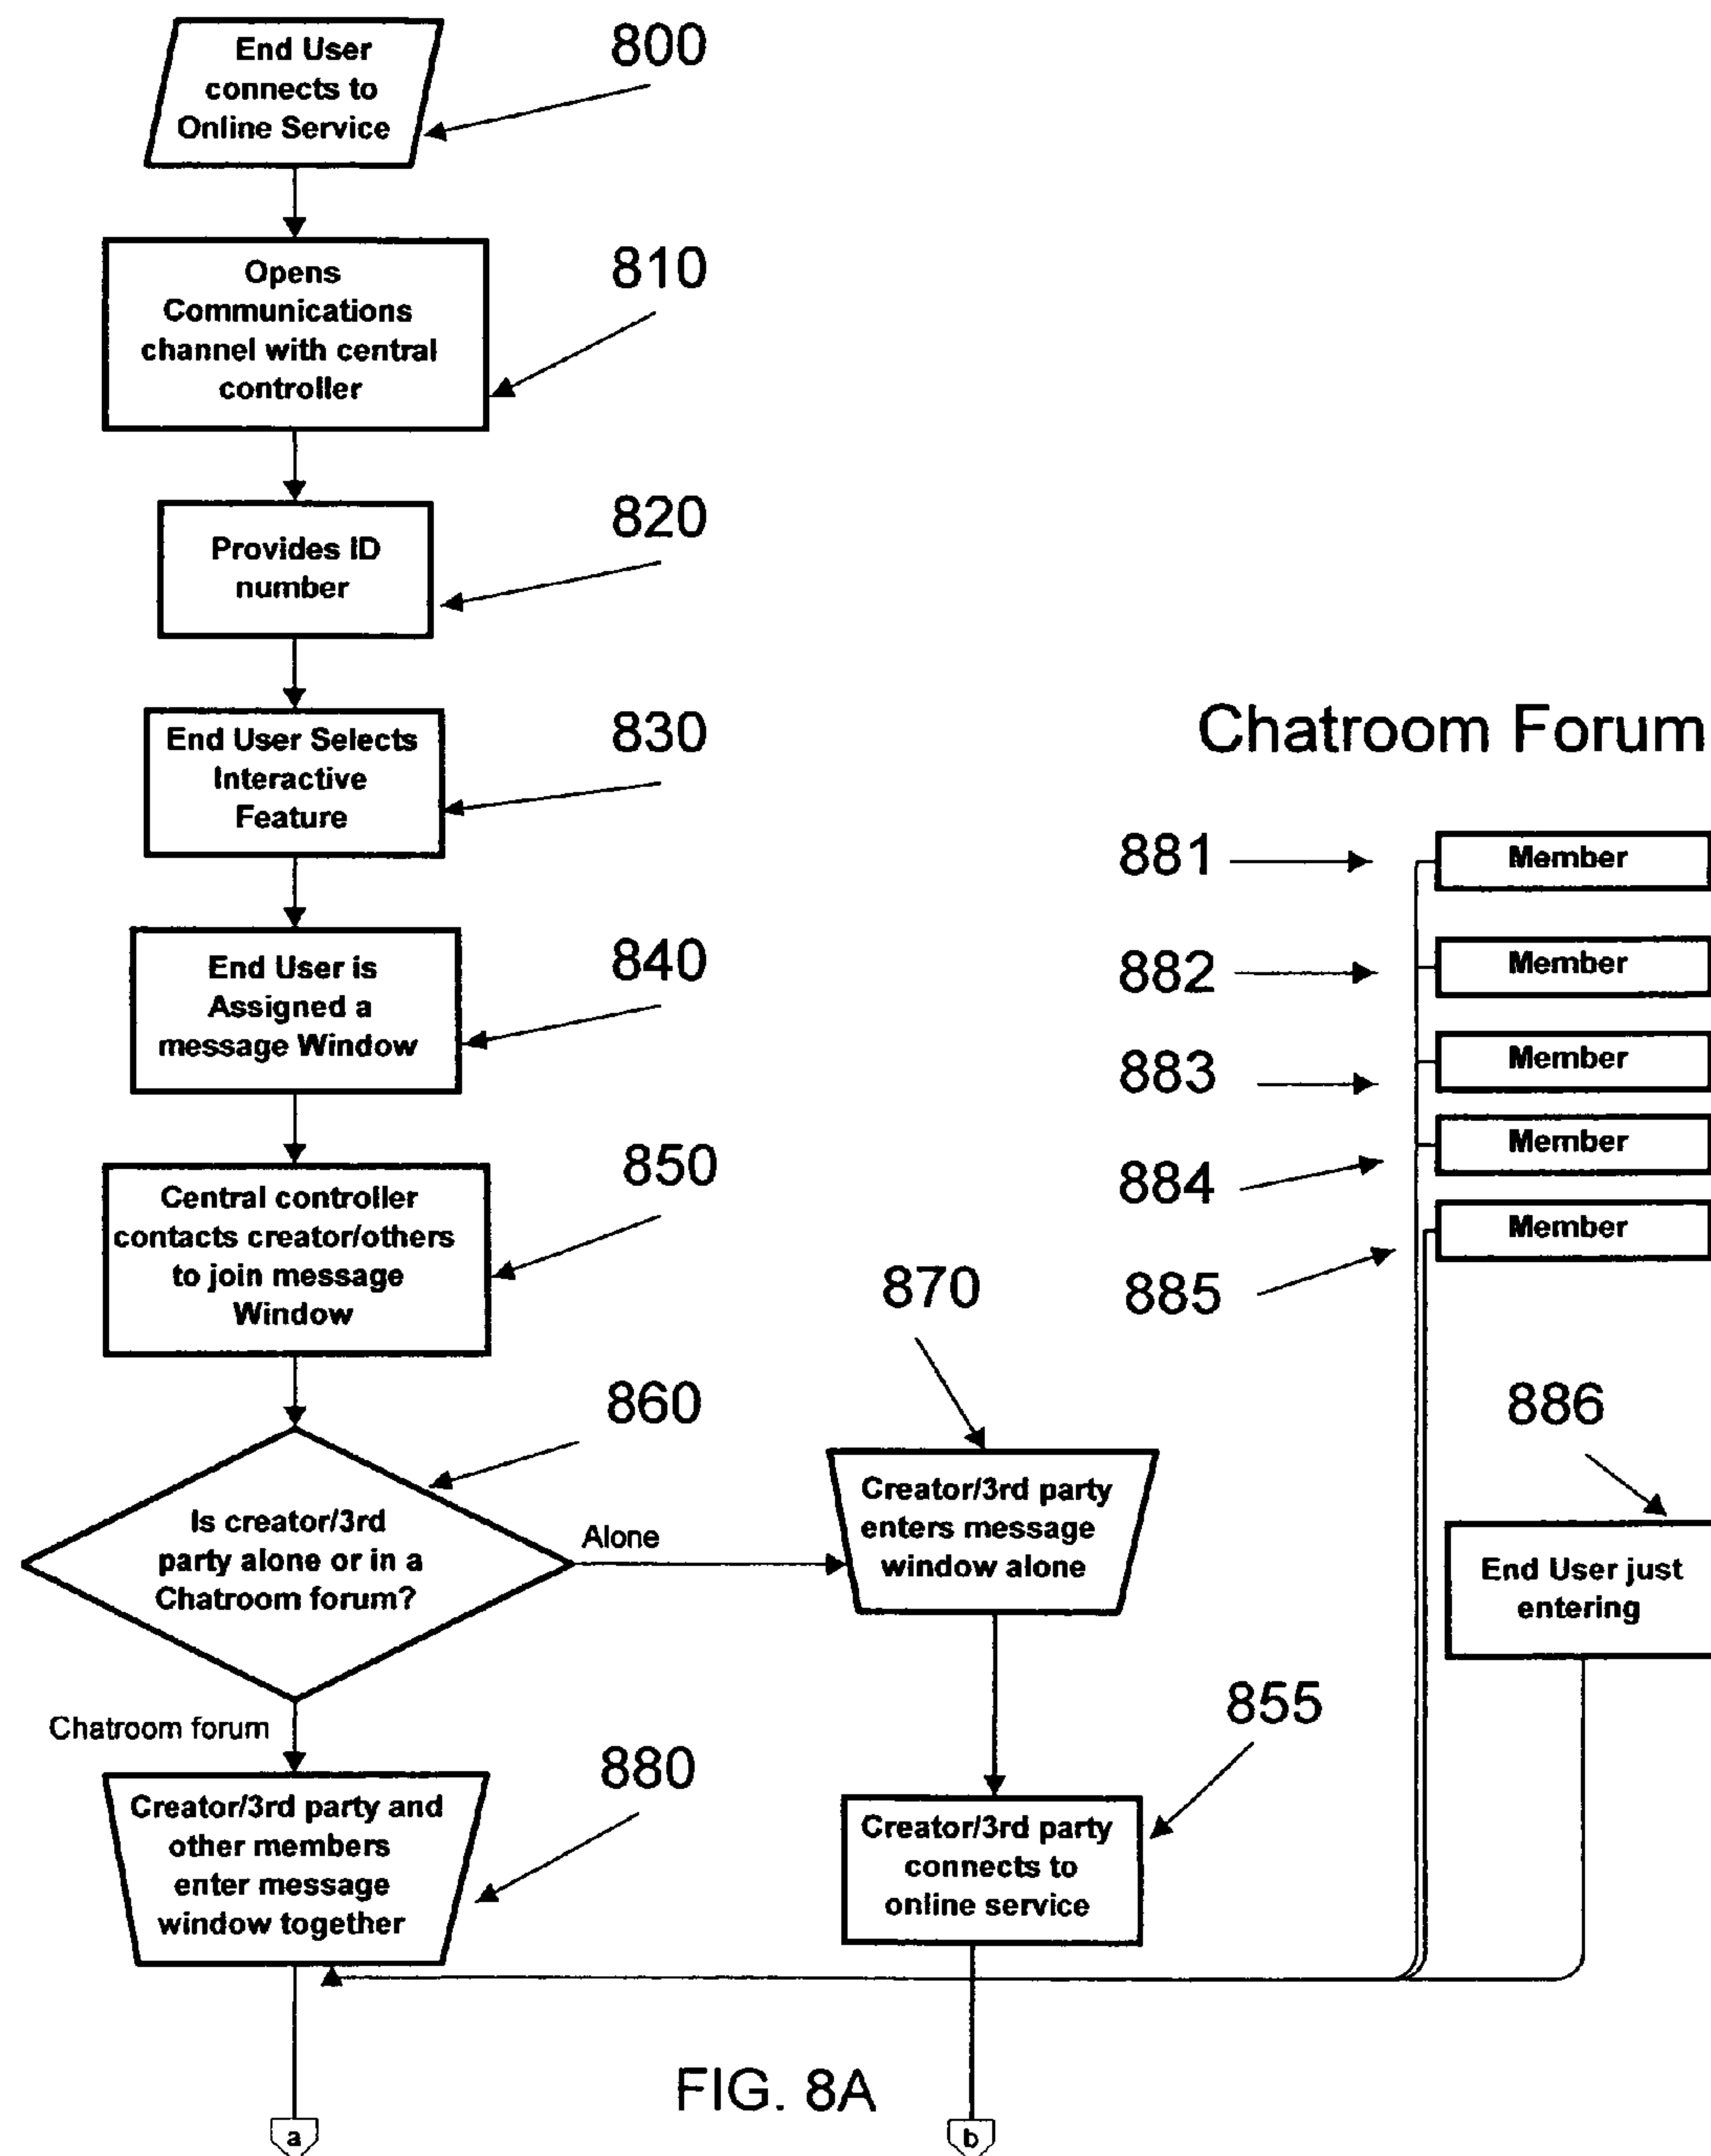 End User
connects to
Online Service
800
Opens
Communications
channel with central
controller
810
Provides ID
number
820
End User Selects
Interactive
Feature
830
End User is
Assigned a
message Window
840
Central controller
contacts creator/others
to join message
Window
850
Is creator/3rd
party alone or in a
Chatroom forum?
860
Alone
Chatroom forum
Creator/3rd party
enters message
window alone
870
Creator/3rd party
connects to
online service
855
Creator/3rd party and
other members
enter message
window together
880
Chatroom Forum
881
Member
882
Member
883
Member
884
Member
885
Member
886
End User just
entering
a
b
FIG. 8A